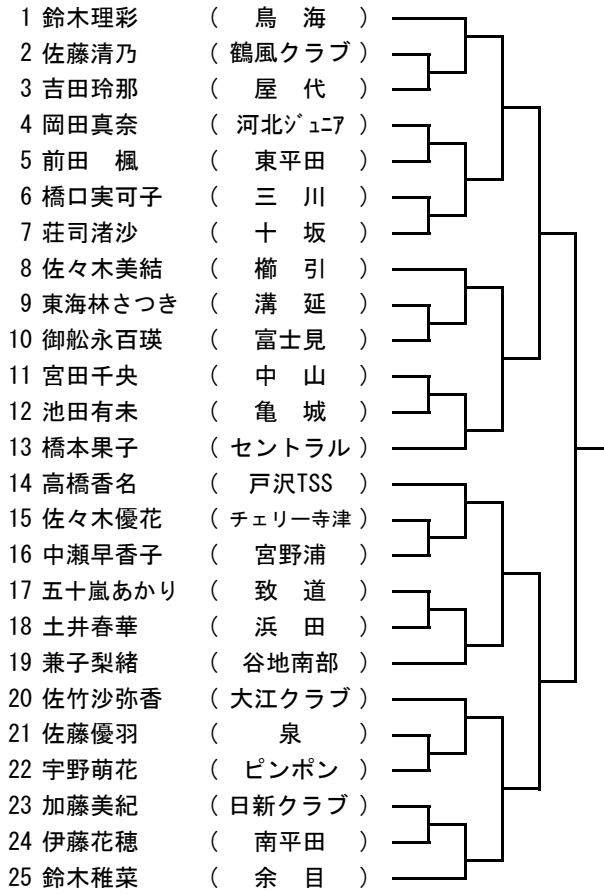 1 鈴木理彩 ( 鳥 海 )
2 佐藤清乃 ( 鶴風クラブ )
3 吉田玲那 ( 屋 代 )
4 岡田真奈 ( 河北ｼﾞｭﾆｱ )
5 前田 楓 ( 東平田 )
6 橋口実可子 ( 三 川 )
7 荘司渚沙 ( 十 坂 )
8 佐々木美結 ( 櫛 引 )
9 東海林さつき ( 溝 延 )
10 御舩永百瑛 ( 富士見 )
11 宮田千央 ( 中 山 )
12 池田有未 ( 亀 城 )
13 橋本果子 ( セントラル )
14 高橋香名 ( 戸沢TSS )
15 佐々木優花 ( チェリー寺津 )
16 中瀬早香子 ( 宮野浦 )
17 五十嵐あかり ( 致 道 )
18 土井春華 ( 浜 田 )
19 兼子梨緒 ( 谷地南部 )
20 佐竹沙弥香 ( 大江クラブ )
21 佐藤優羽 ( 泉 )
22 宇野萌花 ( ピンポン )
23 加藤美紀 ( 日新クラブ )
24 伊藤花穂 ( 南平田 )
25 鈴木稚菜 ( 余 目 )